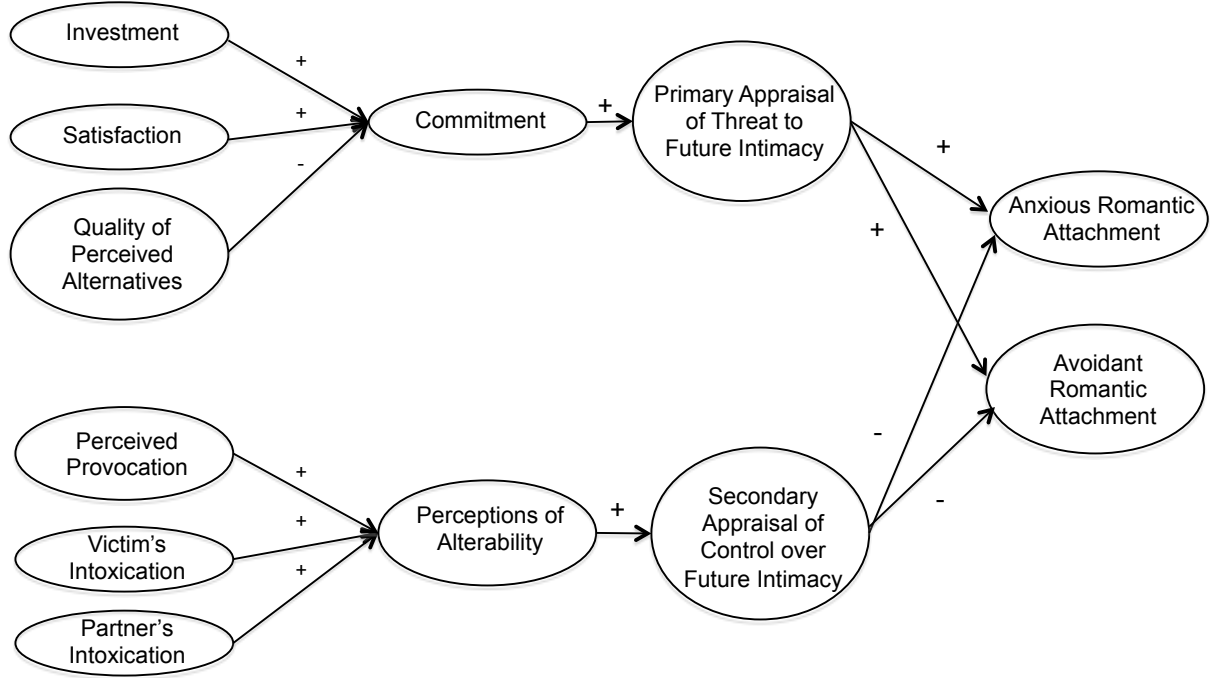 Investment
+
Satisfaction
+
Quality of
Perceived
Alternatives
-
Commitment
+
Primary Appraisal
of Threat to
Future Intimacy
+
+
Anxious Romantic
Attachment
Avoidant
Romantic
Attachment
Perceived
Provocation
+
Victim’s
Intoxication
+
Partner’s
Intoxication
+
Perceptions of
Alterability
+
Secondary
Appraisal of
Control over
Future Intimacy
-
-